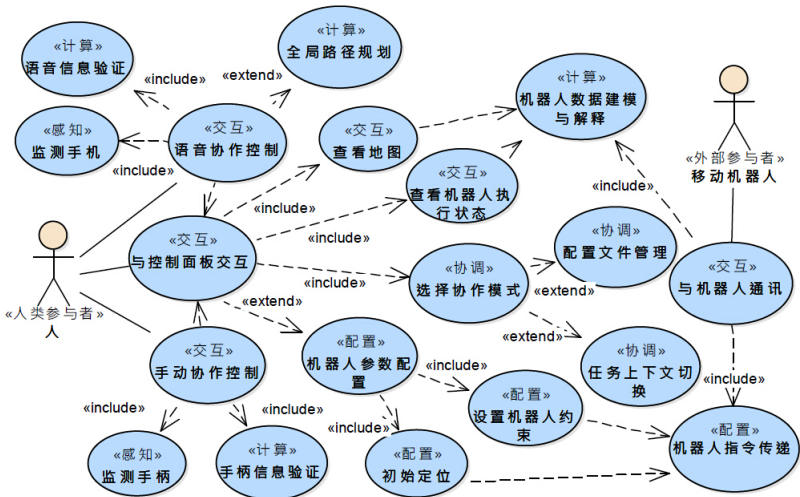 «计算»
语音信息验证
«include»
«extend»
«计算»
全局路径规划
«感知»
监测手机
«include»
«交互»
语音协作控制
«交互»
查看地图
«计算»
机器人数据建模
与解释
«外部参与者»
移动机器人
«交互»
查看机器人执
行状态
«include»
«include»
«交互»
与控制面板交互
«人类参与者»
人
«include»
«协调»
选择协作模式
«协调»
配置文件管理
«extend»
«交互»
与机器人通讯
«extend»
«extend»
«交互»
手动协作控制
«配置»
机器人参数配
置
«协调»
任务上下文切
换
«include»
«include»
«include»
«include»
«include»
«配置»
设置机器人约
束
«感知»
监测手柄
«计算»
手柄信息验证
«配置»
初始定位
«配置»
机器人指令传递